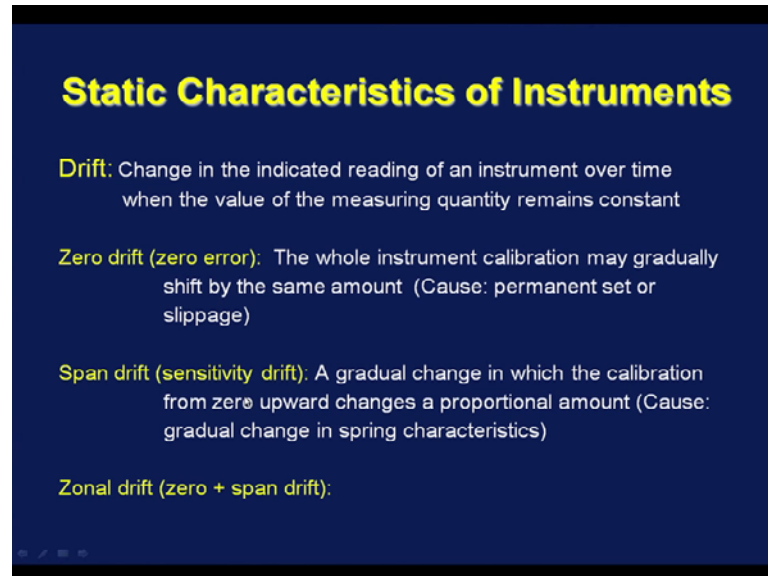 Static Characteristics of Instruments
Drift: Change in the indicated reading of an instrument over time
when the value of the measuring quantity remains constant
Zero drift (zero error): The whole instrument calibration may gradually
shift by the same amount (Cause: permanent set or
slippage)
Span drift (sensitivity drift): A gradual change in which the calibration
from zero upward changes a proportional amount (Cause:
gradual change in spring characteristics)
Zonal drift (zero + span drift):